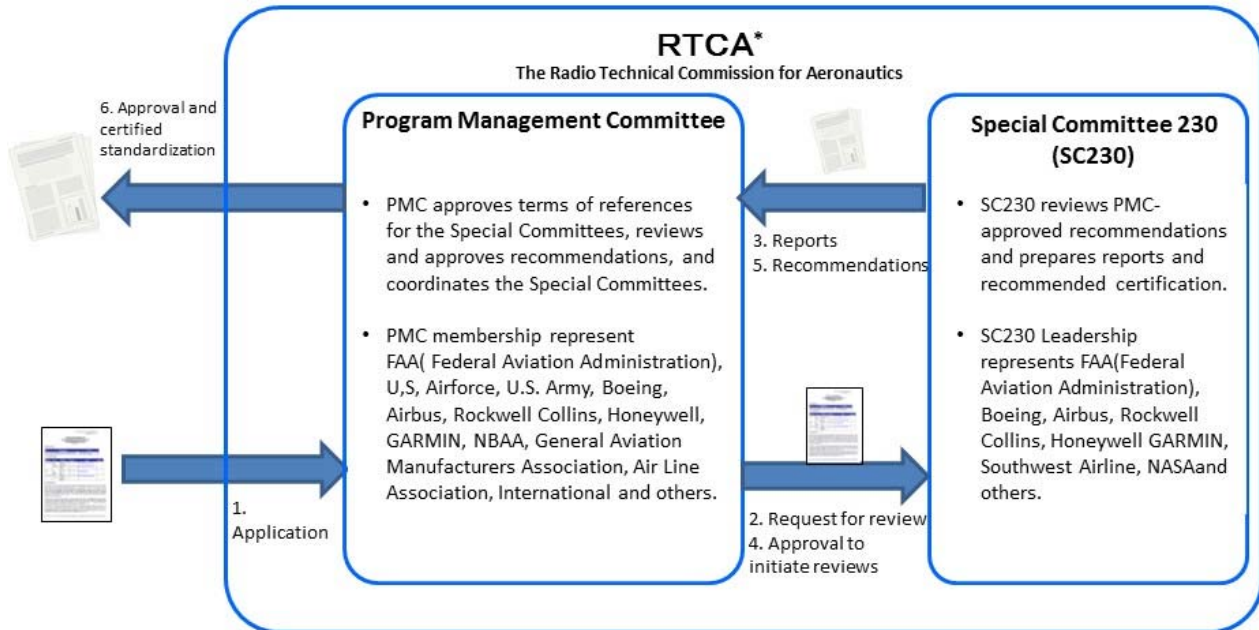 RTCA*
The Radio Technical Commission for Aeronautics
6. Approval and
certified
standardization
1.
Application
Program Management Committee
• PMC approves terms of references
for the Special Committees, reviews
and approves recommendations, and
coordinates the Special Committees.
• PMC membership represent
FAA( Federal Aviation Administration),
U,S, Airforce, U.S. Army, Boeing,
Airbus, Rockwell Collins, Honeywell,
GARMIN, NBAA, General Aviation
Manufacturers Association, Air Line
Association, International and others.
3. Reports
5. Recommendations
2. Request for review
4. Approval to
initiate reviews
Special Committee 230
(SC230)
• SC230 reviews PMC-
approved recommendations
and prepares reports and
recommended certification.
• SC230 Leadership
represents FAA(Federal
Aviation Administration),
Boeing, Airbus, Rockwell
Collins, Honeywell GARMIN,
Southwest Airline, NASAand
others.